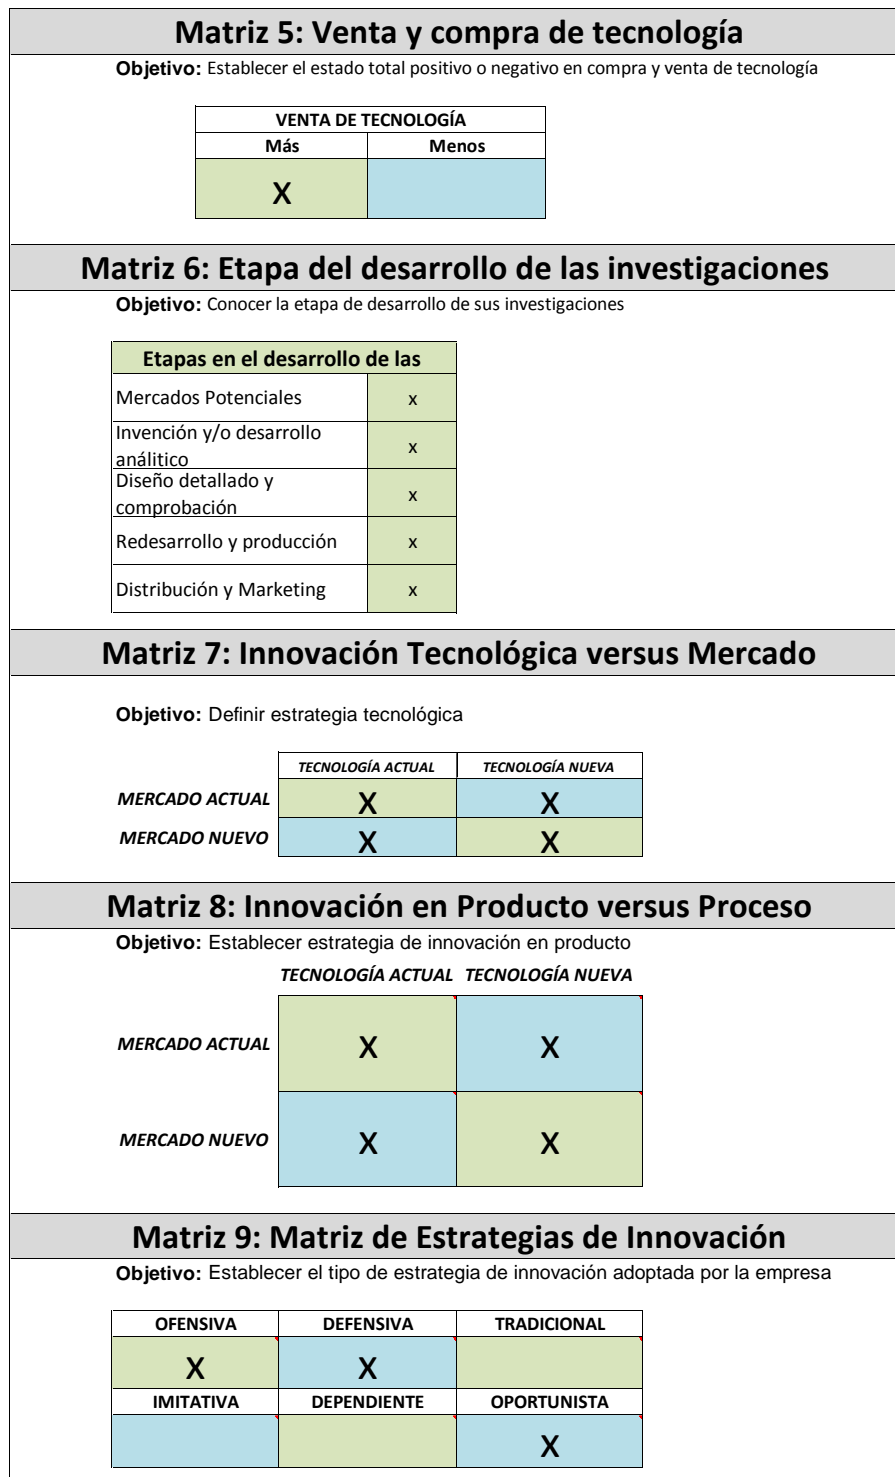 Matriz 5: Venta y compra de tecnología
Objetivo: Establecer el estado total positivo o negativo en compra y venta de tecnología
VENTA DE TECNOLOGÍA
Más Menos
X
Matriz 6: Etapa del desarrollo de las investigaciones
Objetivo: Conocer la etapa de desarrollo de sus investigaciones
Etapas en el desarrollo de las
Mercados Potenciales x
Invención y/o desarrollo
análitico x
Diseño detallado y
comprobación x
Redesarrollo y producción x
Distribución y Marketing x
Matriz 7: Innovación Tecnológica versus Mercado
Objetivo: Definir estrategia tecnológica
TECNOLOGÍA ACTUAL TECNOLOGÍA NUEVA
MERCADO ACTUAL X X
MERCADO NUEVO X X
Matriz 8: Innovación en Producto versus Proceso
Objetivo: Establecer estrategia de innovación en producto
TECNOLOGÍA ACTUAL TECNOLOGÍA NUEVA
MERCADO ACTUAL X X
MERCADO NUEVO X X
Matriz 9: Matriz de Estrategias de Innovación
Objetivo: Establecer el tipo de estrategia de innovación adoptada por la empresa
OFENSIVA DEFENSIVA TRADICIONAL
X X
IMITATIVA DEPENDIENTE OPORTUNISTA
X